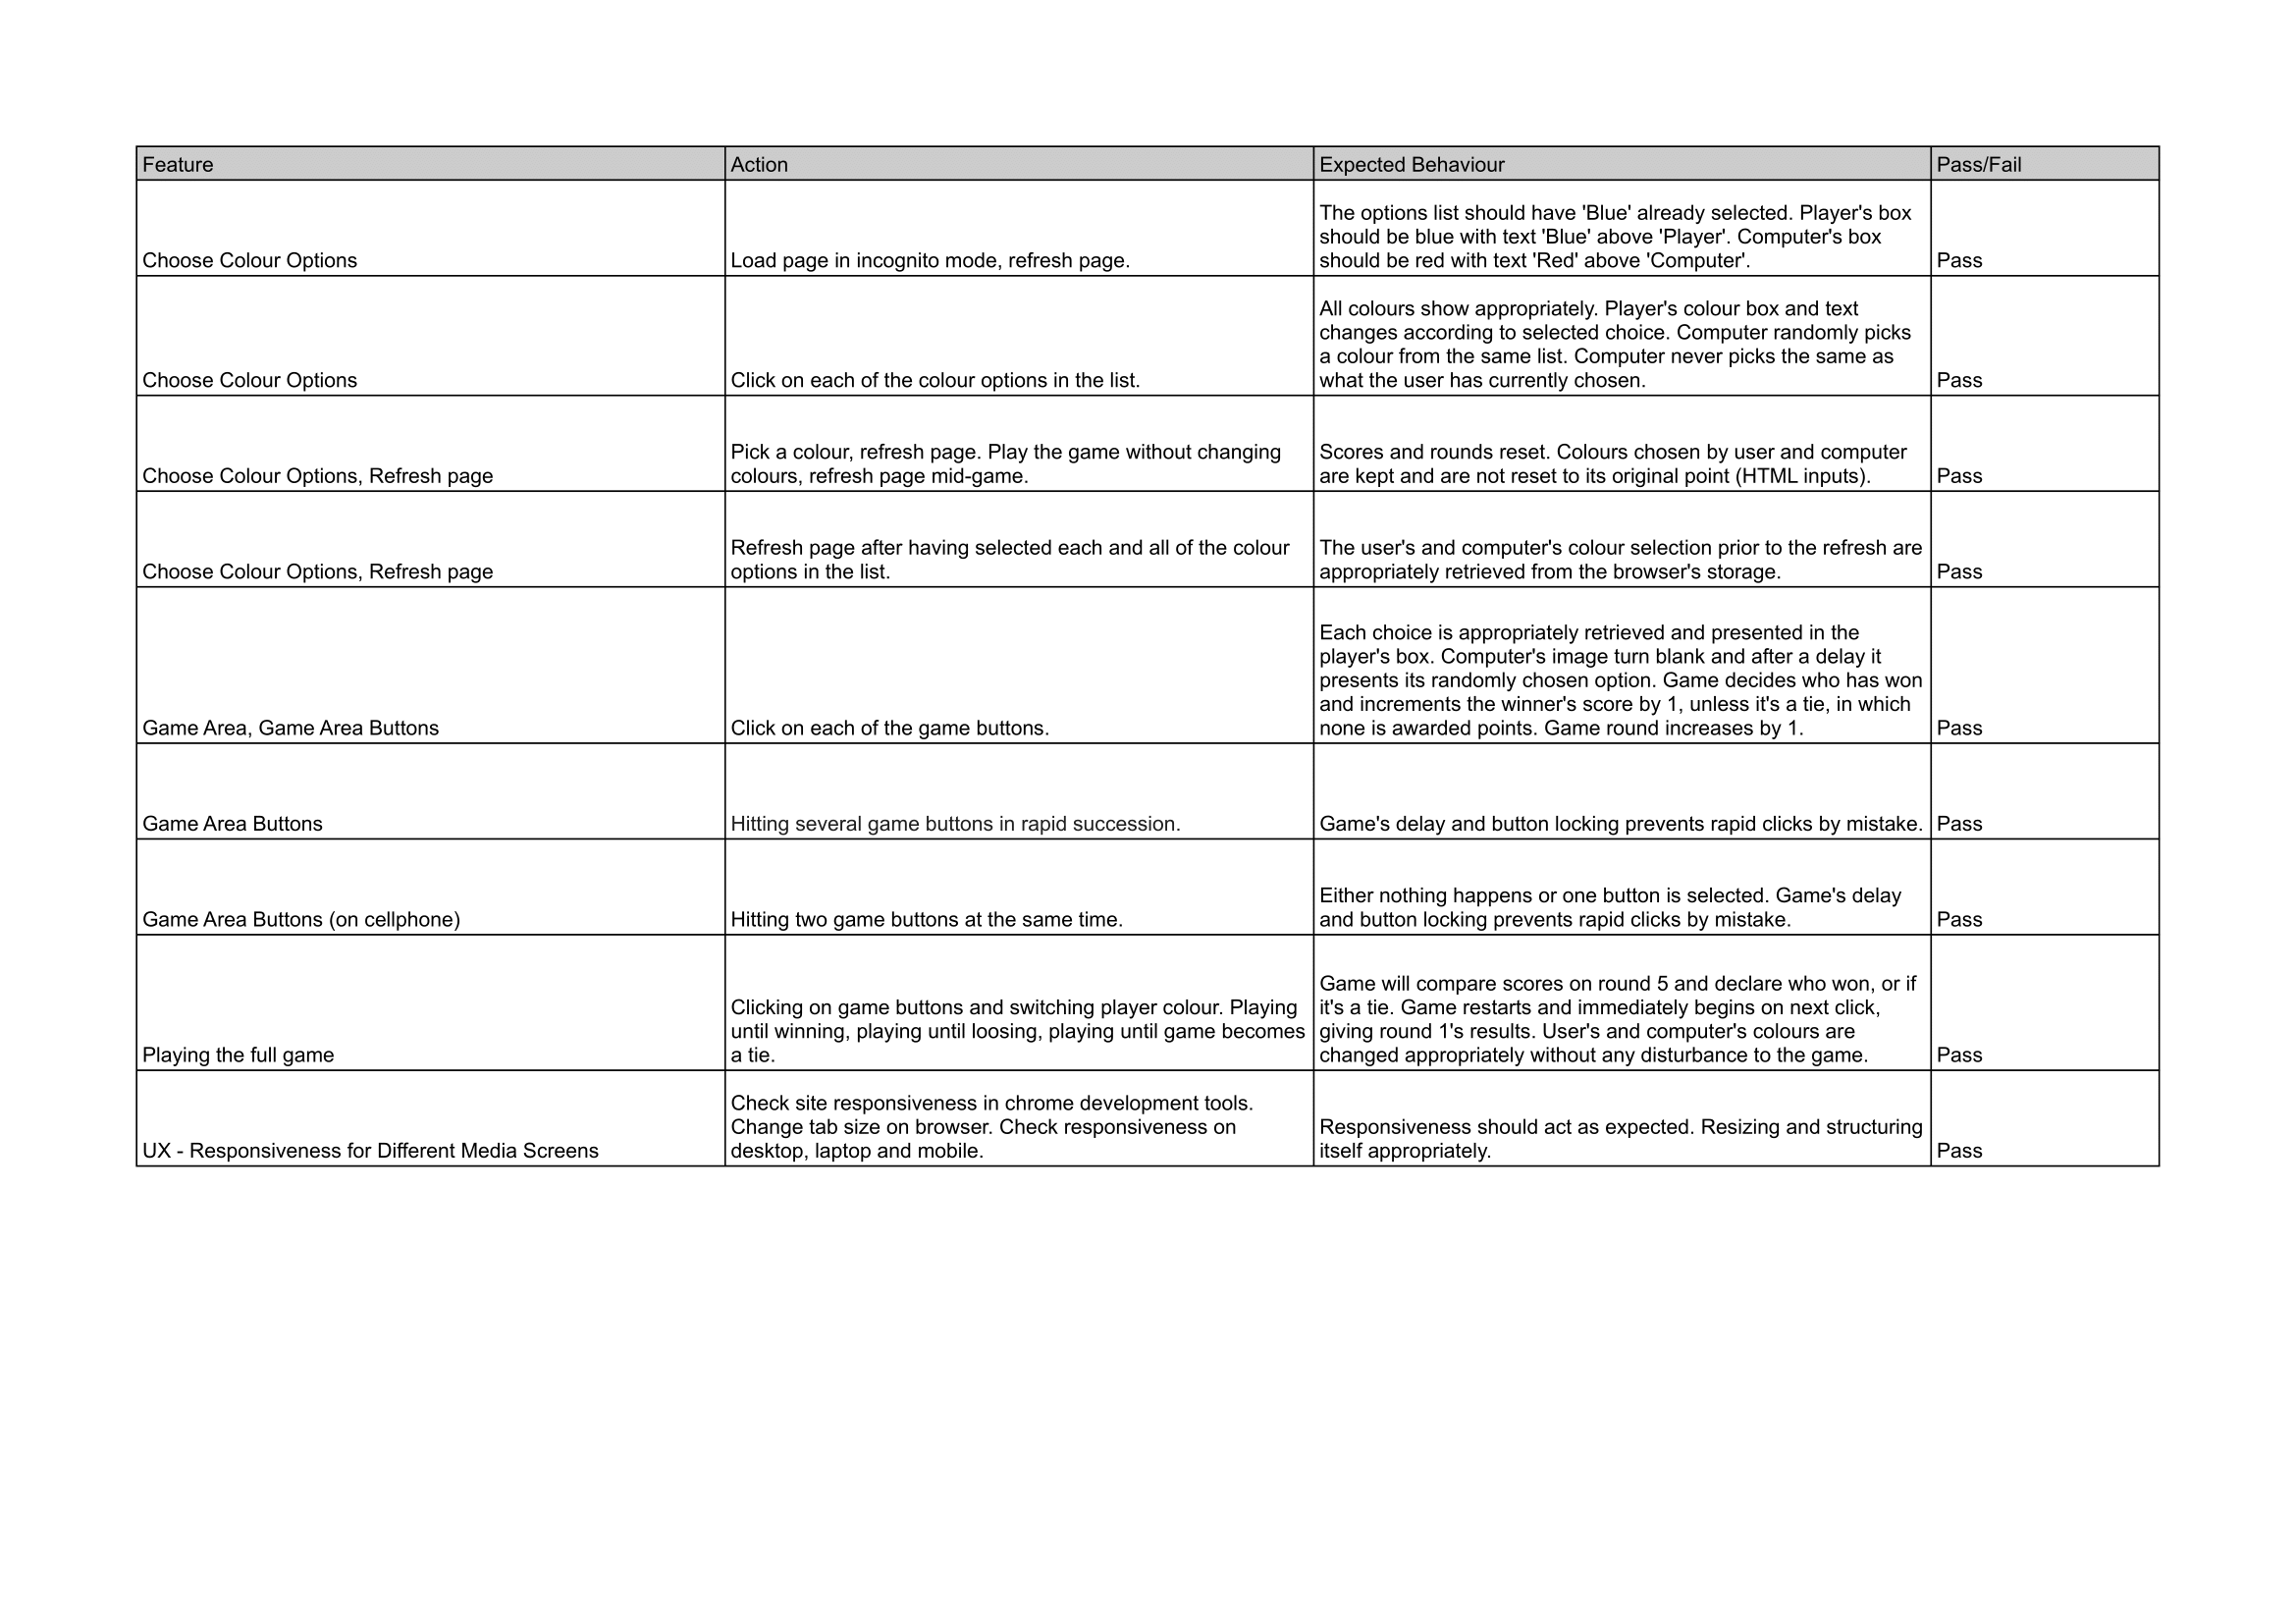 Feature Action Expected Behaviour Pass/Fail
The options list should have 'Blue' already selected. Player's box
should be blue with text 'Blue' above 'Player'. Computer's box
Choose Colour Options Load page in incognito mode, refresh page. should be red with text 'Red' above 'Computer'. Pass
All colours show appropriately. Player's colour box and text
changes according to selected choice. Computer randomly picks
a colour from the same list. Computer never picks the same as
Choose Colour Options Click on each of the colour options in the list. what the user has currently chosen. Pass
Pick a colour, refresh page. Play the game without changing Scores and rounds reset. Colours chosen by user and computer
Choose Colour Options, Refresh page colours, refresh page mid-game. are kept and are not reset to its original point (HTML inputs). Pass
Refresh page after having selected each and all of the colour The user's and computer's colour selection prior to the refresh are
Choose Colour Options, Refresh page options in the list. appropriately retrieved from the browser's storage. Pass
Each choice is appropriately retrieved and presented in the
player's box. Computer's image turn blank and after a delay it
presents its randomly chosen option. Game decides who has won
and increments the winner's score by 1, unless it's a tie, in which
Game Area, Game Area Buttons Click on each of the game buttons. none is awarded points. Game round increases by 1. Pass
Game Area Buttons Hitting several game buttons in rapid succession. Game's delay and button locking prevents rapid clicks by mistake. Pass
Either nothing happens or one button is selected. Game's delay
Game Area Buttons (on cellphone) Hitting two game buttons at the same time. and button locking prevents rapid clicks by mistake. Pass
Game will compare scores on round 5 and declare who won, or if
Clicking on game buttons and switching player colour. Playing it's a tie. Game restarts and immediately begins on next click,
until winning, playing until loosing, playing until game becomes giving round 1's results. User's and computer's colours are
Playing the full game a tie. changed appropriately without any disturbance to the game. Pass
Check site responsiveness in chrome development tools.
Change tab size on browser. Check responsiveness on Responsiveness should act as expected. Resizing and structuring
UX - Responsiveness for Different Media Screens desktop, laptop and mobile. itself appropriately. Pass